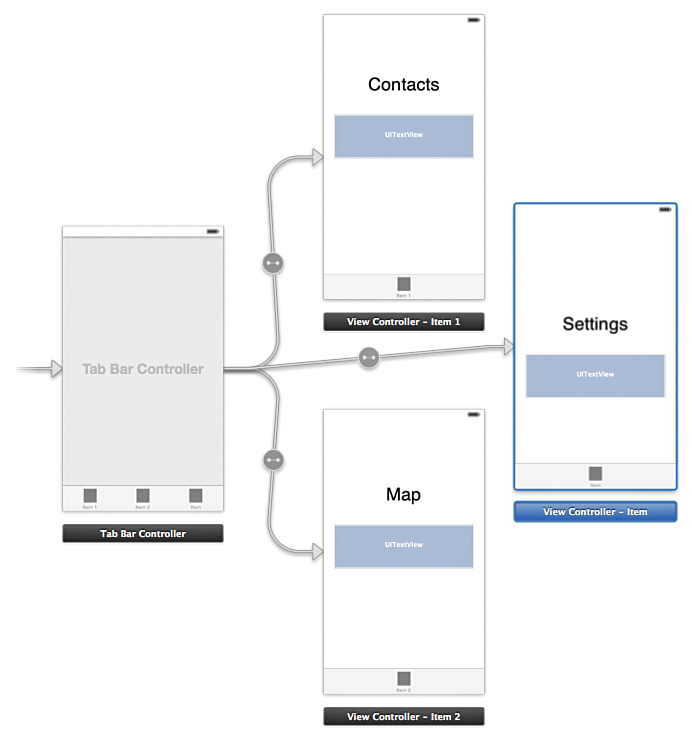 Contacts
UITextView
Item 1
View Controller – Item 1
Settings
UITextView
Item
View Controller – Item
Tab Bar Controller
Item 1 Item 2 Item
Tab Bar Controller
Map
UITextView
Item 2
View Controller – Item 2